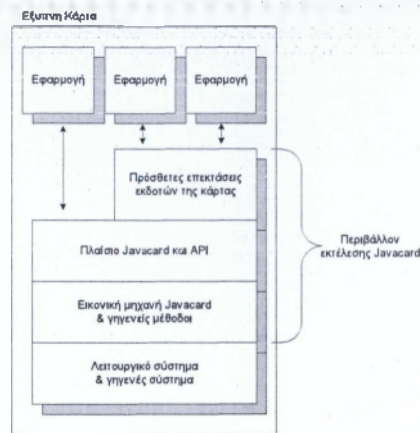 Εξυπνη Κάρτα
Εφαρμογή Εφαρμογή Εφαρμογή
Πρόσθετες επεκτάσεις
εκδοτών της κάρτας
Πλαίσιο Javacard και API
Περιβάλλον
εκτέλεσης Javacard
Εικονική μηχανή Javacard
& γηγενείς μέθοδοι
Λειτουργικό σύστημα
& γηγενές σύστημα